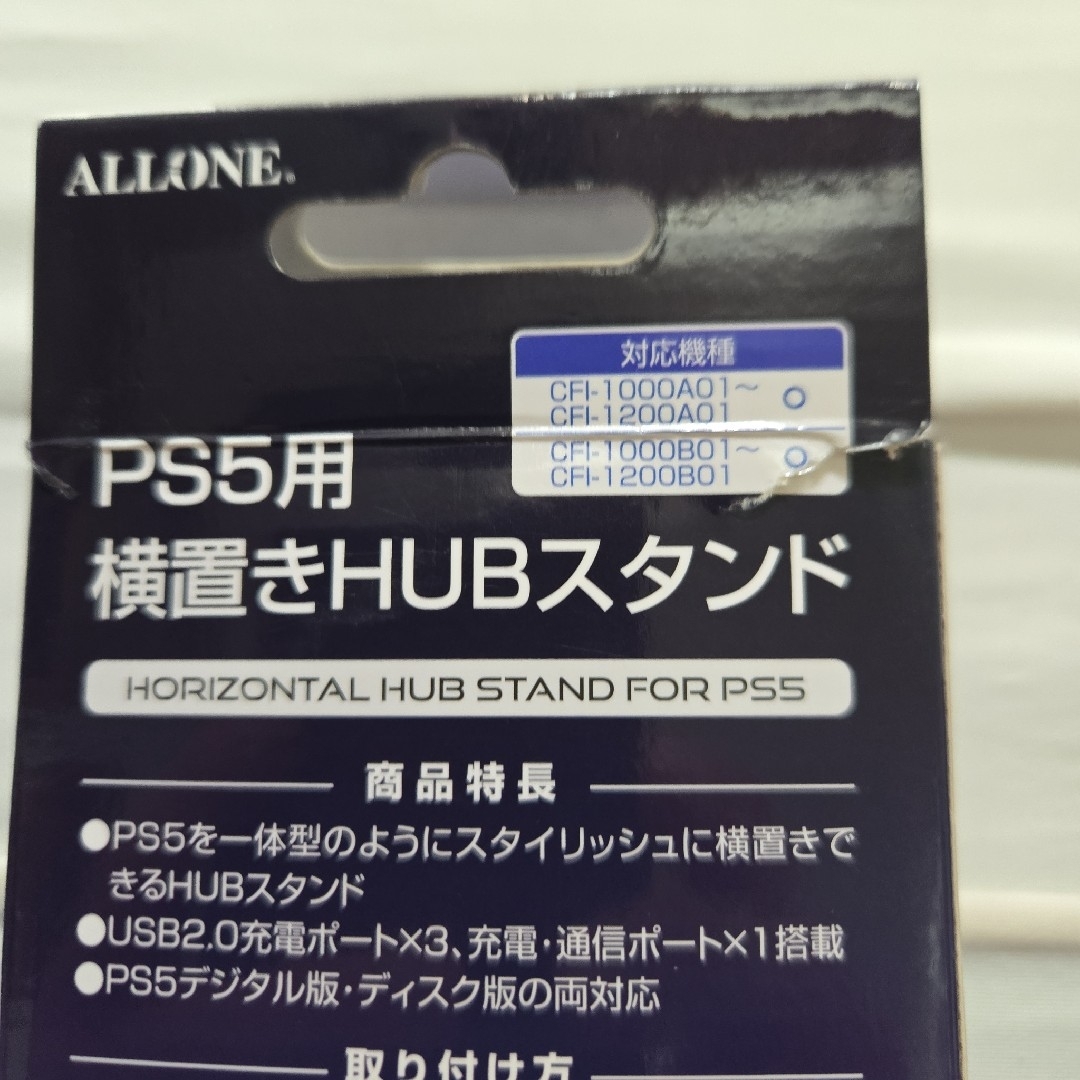 ALLONE®
対応機種
CFI-1000A01〜
CFI-1200A01 ○
CFI-1000B01〜
CFI-1200B01 ○
PS5用
横置きHUBスタンド
HORIZONTAL HUB STAND FOR PS5
商品特長
●PS5を一体型のようにスタイリッシュに横置きで
きるHUBスタンド
●USB2.0充電ポート×3、充電・通信ポート×1搭載
●PS5デジタル版・ディスク版の両対応
取り付け方